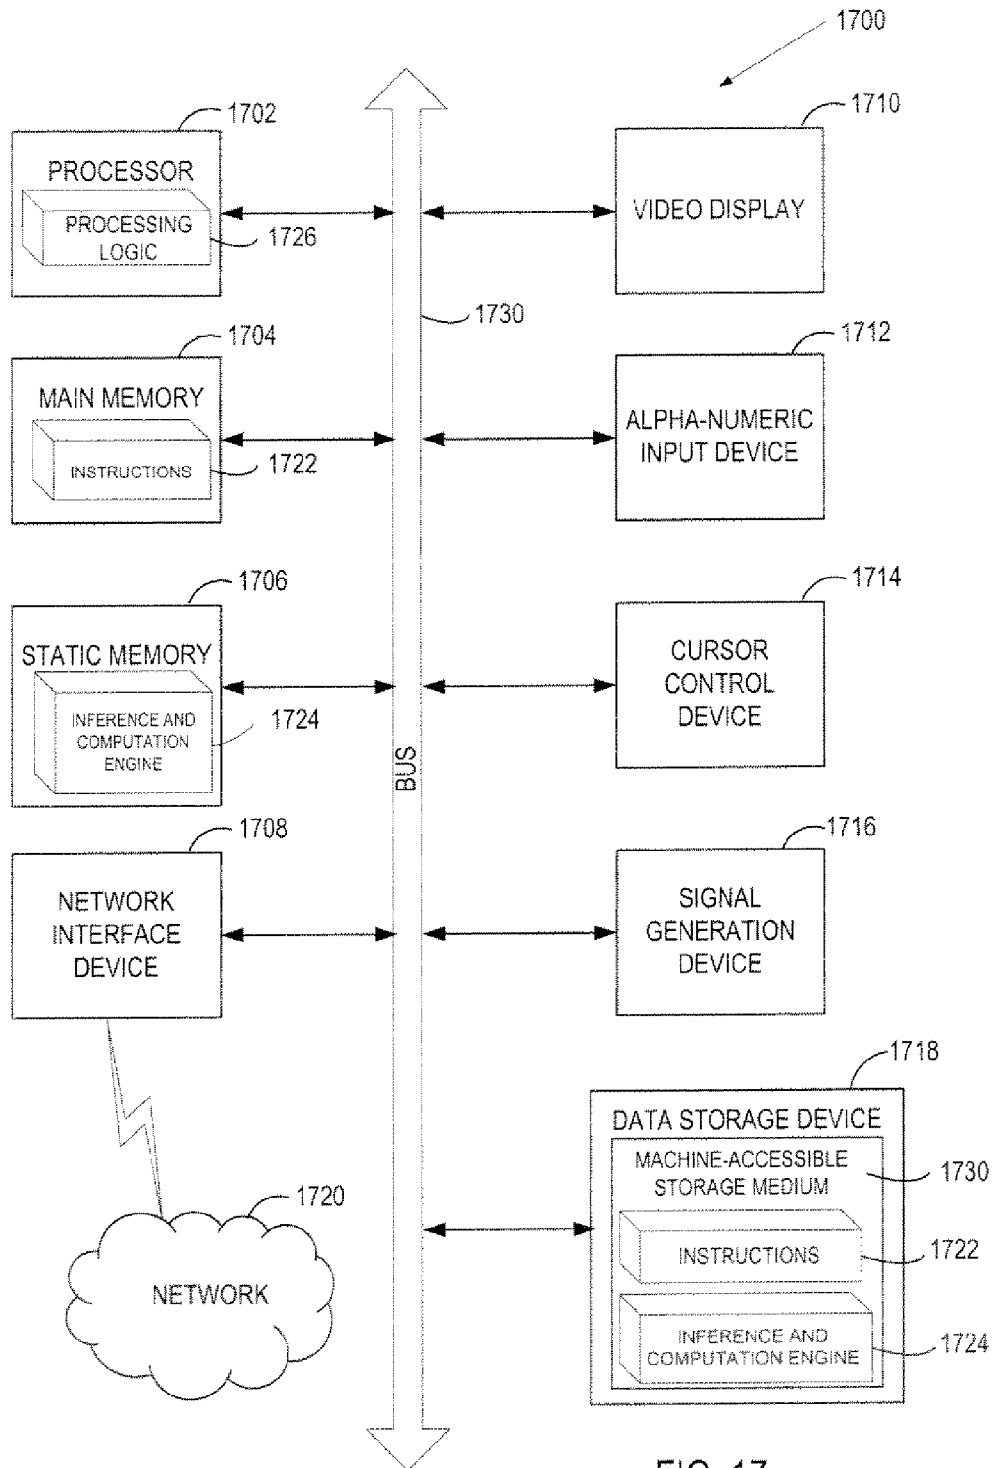 1700
1702
PROCESSOR
PROCESSING
LOGIC
1726
1710
VIDEO DISPLAY
1730
1704
MAIN MEMORY
INSTRUCTIONS
1722
1712
ALPHA-NUMERIC
INPUT DEVICE
1706
STATIC MEMORY
INFERENCE AND
COMPUTATION
ENGINE
1724
1714
CURSOR
CONTROL
DEVICE
BUS
1708
NETWORK
INTERFACE
DEVICE
1716
SIGNAL
GENERATION
DEVICE
1718
DATA STORAGE DEVICE
MACHINE-ACCESSIBLE
STORAGE MEDIUM
1730
INSTRUCTIONS
1722
INFERENCE AND
COMPUTATION ENGINE
1724
1720
NETWORK
FIG. 17